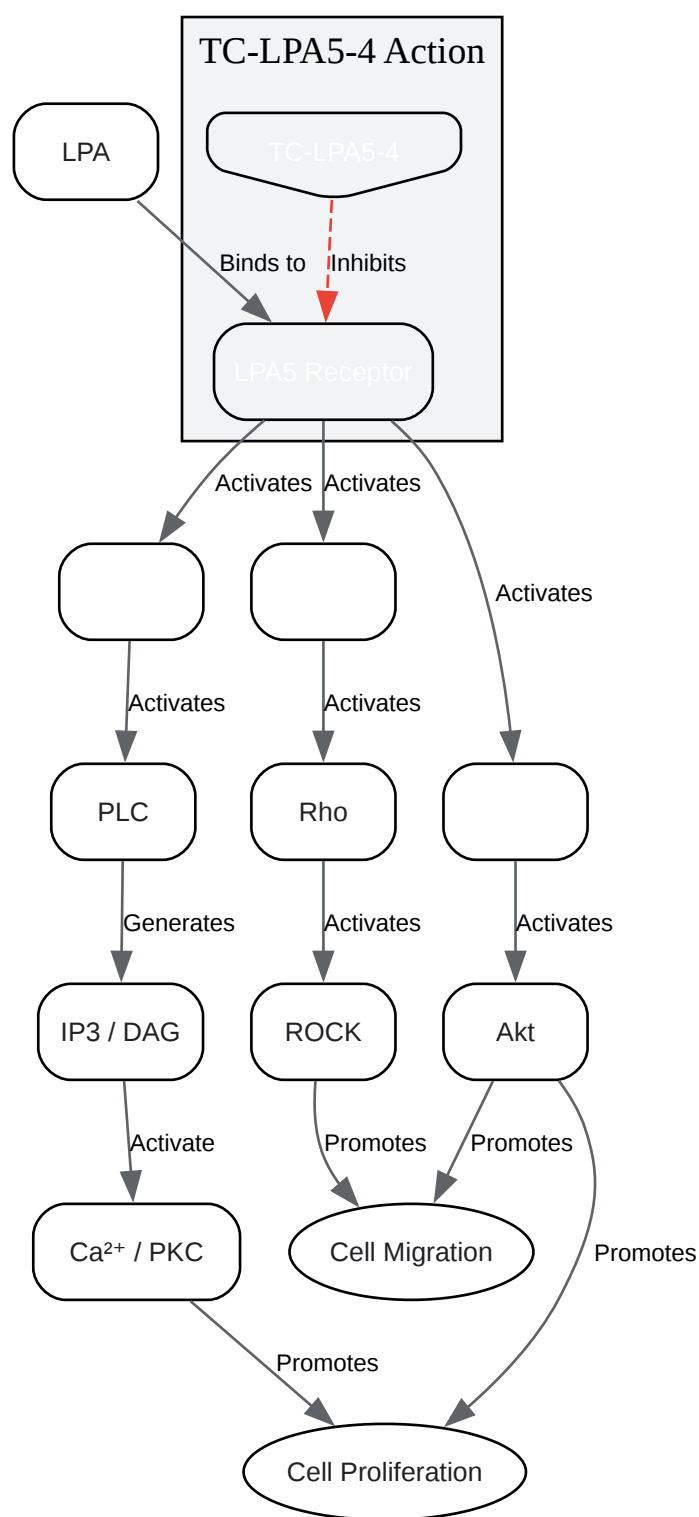 TC-LPA5-4 Action
LPA
TC-LPA5-4
Binds to
Inhibits
LPA5 Receptor
Activates
Activates
Activates
Activates
Activates
PLC
Rho
Generates
Activates
Activates
IP3 / DAG
ROCK
Akt
Activate
Promotes
Promotes
Ca²⁺ / PKC
Cell Migration
Promotes
Promotes
Cell Proliferation